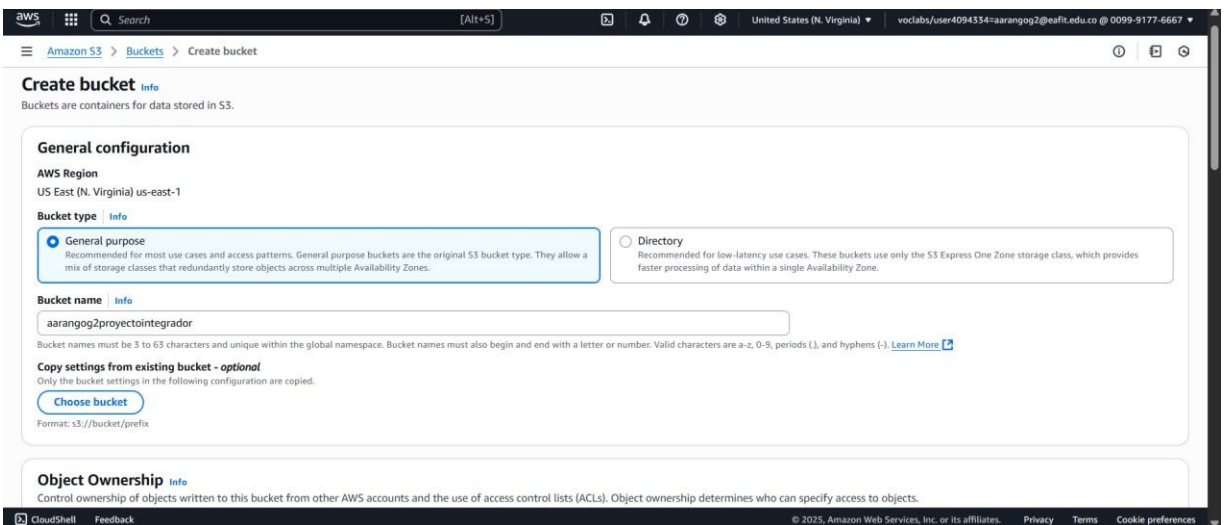 aws
Search [Alt+S]
United States (N. Virginia) ▼
voclabs/user4094334=aarangog2@eafit.edu.co @ 0099-9177-6667 ▼
Amazon S3 > Buckets > Create bucket
Create bucket Info
Buckets are containers for data stored in S3.
General configuration
AWS Region
US East (N. Virginia) us-east-1
Bucket type Info
General purpose
Recommended for most use cases and access patterns. General purpose buckets are the original S3 bucket type. They allow a
mix of storage classes that redundantly store objects across multiple Availability Zones.
Directory
Recommended for low-latency use cases. These buckets use only the S3 Express One Zone storage class, which provides
faster processing of data within a single Availability Zone.
Bucket name Info
aarangog2proyectointegrador
Bucket names must be 3 to 63 characters and unique within the global namespace. Bucket names must also begin and end with a letter or number. Valid characters are a-z, 0-9, periods (.), and hyphens (-). Learn More
Copy settings from existing bucket - optional
Only the bucket settings in the following configuration are copied.
Choose bucket
Format: s3://bucket/prefix
Object Ownership Info
Control ownership of objects written to this bucket from other AWS accounts and the use of access control lists (ACLs). Object ownership determines who can specify access to objects.
CloudShell Feedback
© 2025, Amazon Web Services, Inc. or its affiliates. Privacy Terms Cookie preferences